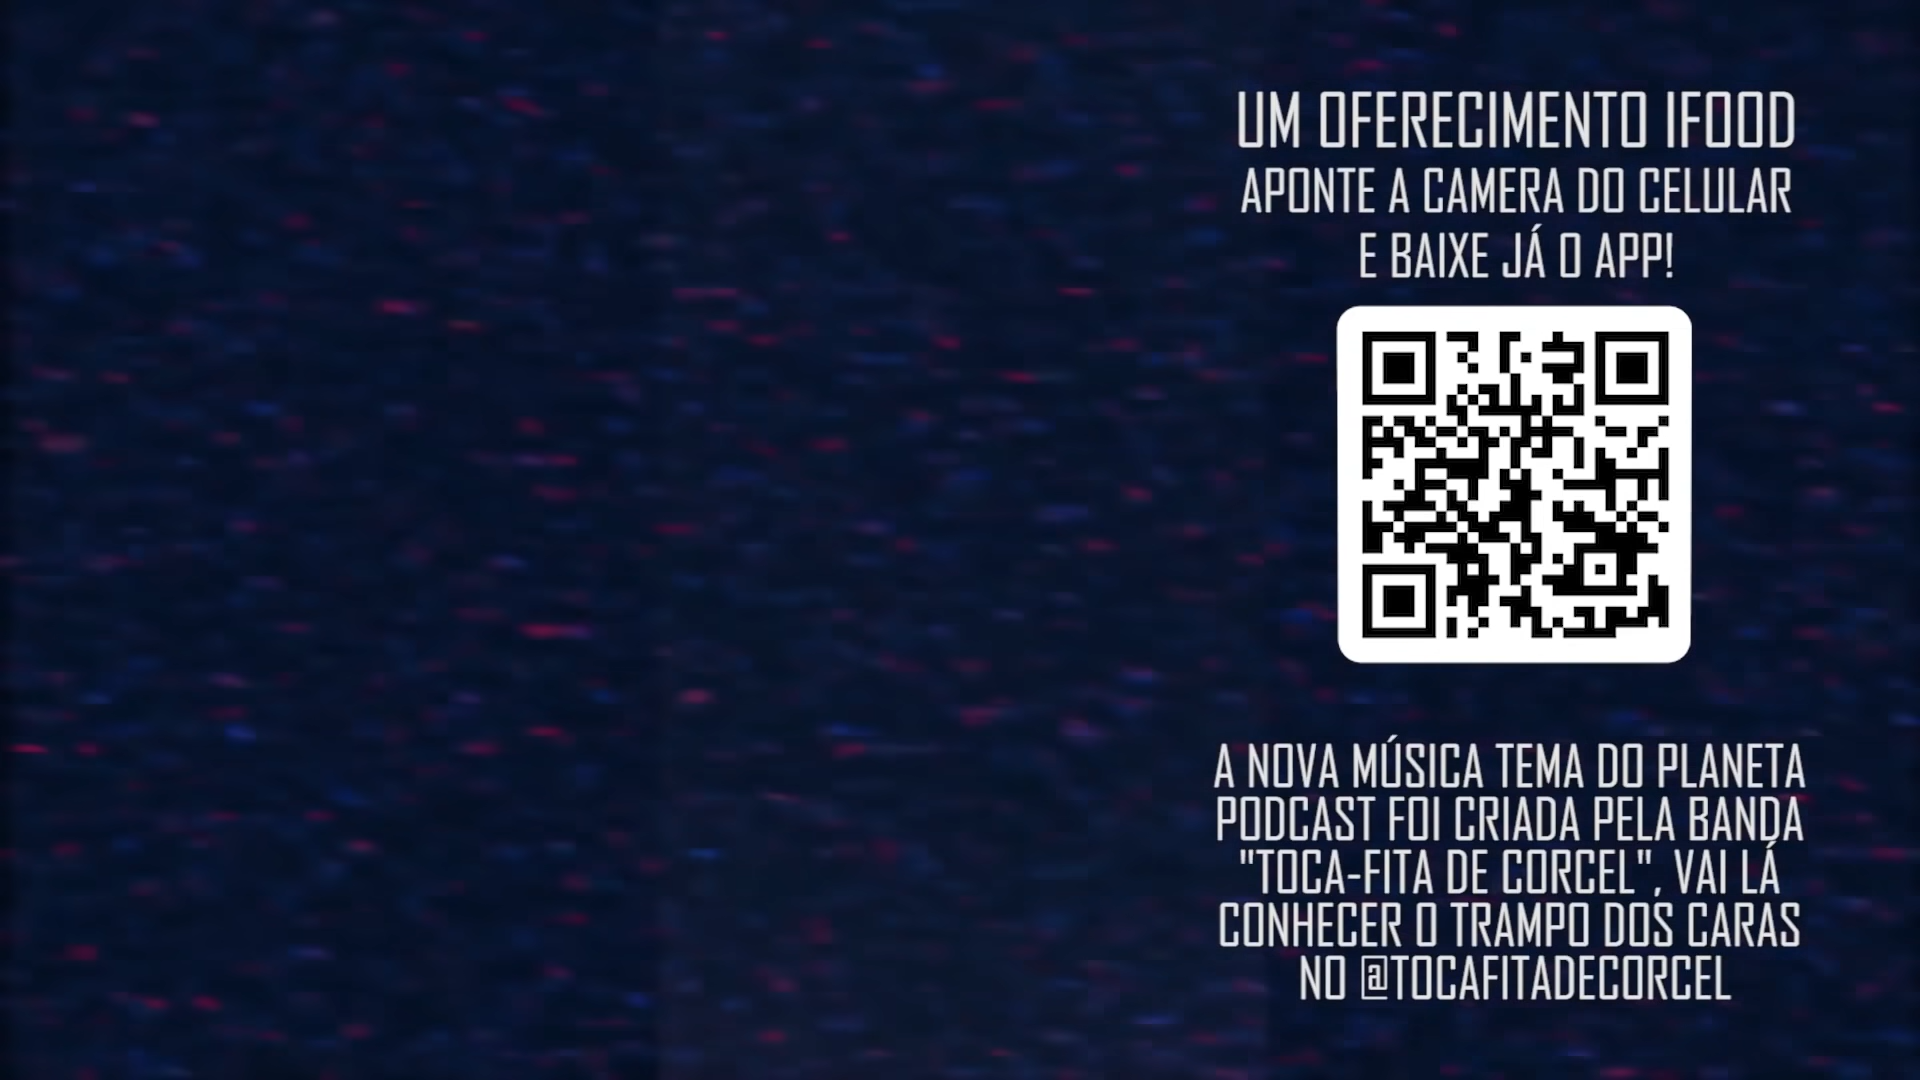 UM OFERECIMENTO IFOOD
APONTE A CAMERA DO CELULAR
E BAIXE JÁ O APP!
A NOVA MÚSICA TEMA DO PLANETA
PODCAST FOI CRIADA PELA BANDA
"TOCA-FITA DE CORCEL", VAI LÁ
CONHECER O TRAMPO DOS CARAS
NO @TOCAFITADECORCEL